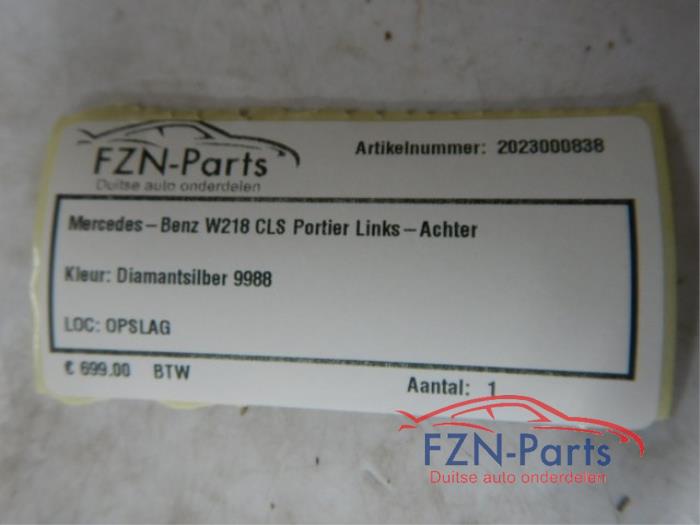 FZN-Parts
Duitse auto onderdelen
Artikelnummer: 2023000838
Mercedes-Benz W218 CLS Portier Links-Achter
Kleur: Diamantsilber 9988
LOC: OPSLAG
€ 699.00 BTW
Aantal: 1
FZN-Parts
Duitse auto onderdelen